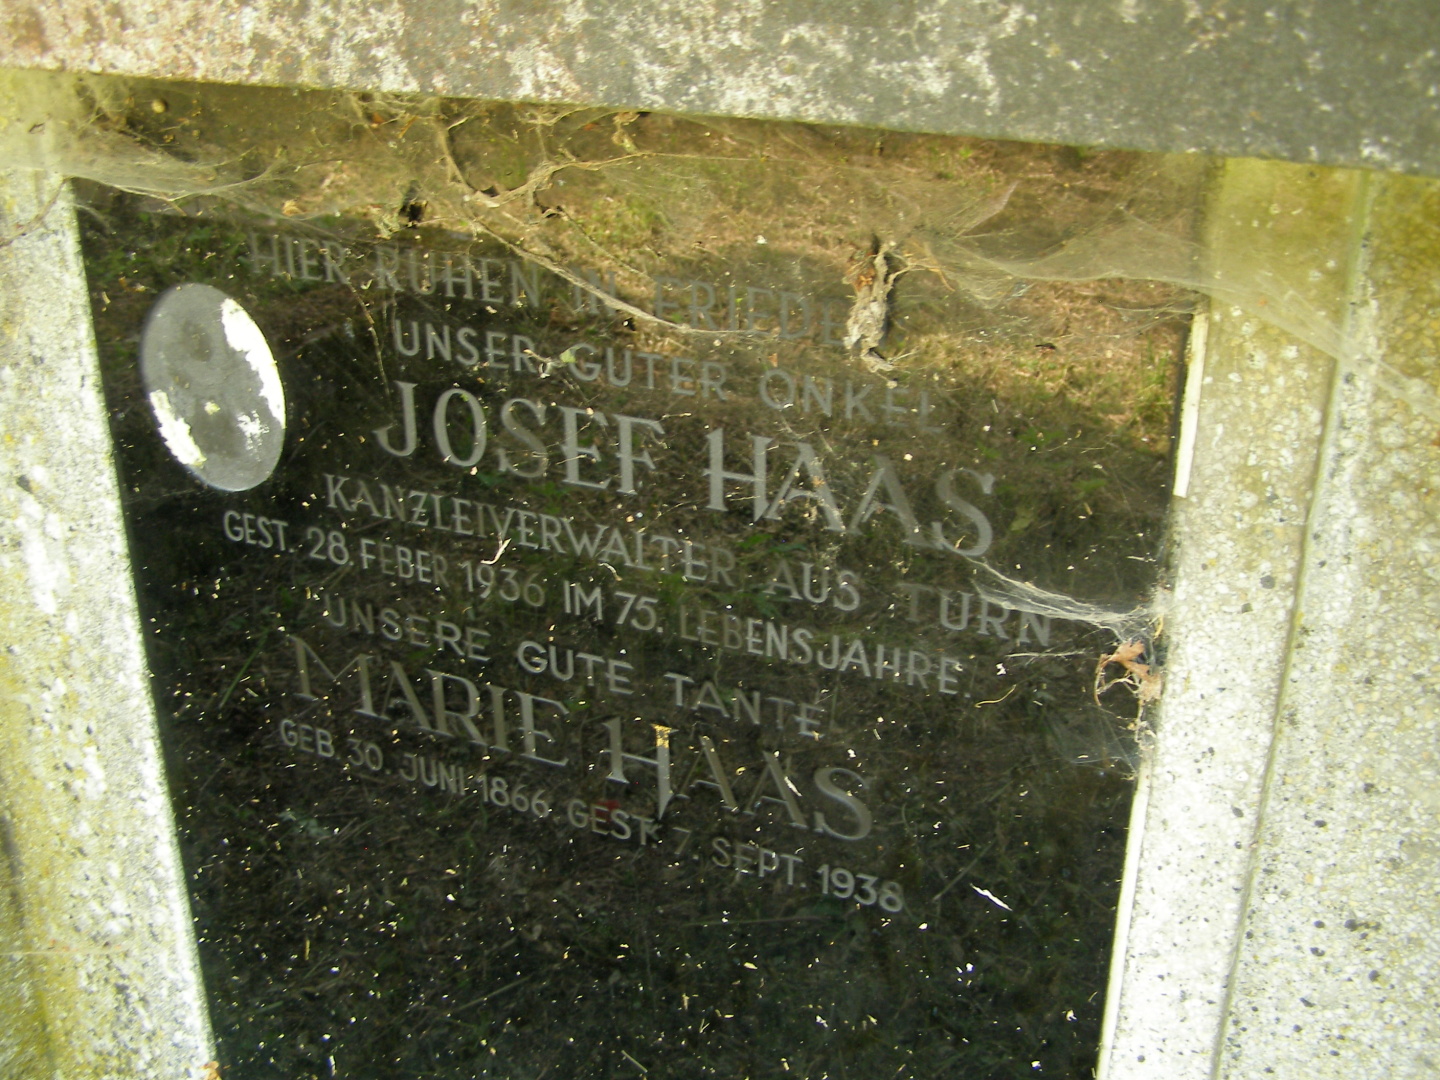 HIER RUHEN IN FRIEDEN
UNSER GUTER ONKEL
JOSEF HAAS
KANZLEIVERWALTER AUS TURN
GEST. 28. FEBER 1936 IM 75. LEBENSJAHRE.
UNSERE GUTE TANTE
MARIE HAAS
GEB. 30. JUNI 1866 GEST. 7. SEPT. 1938